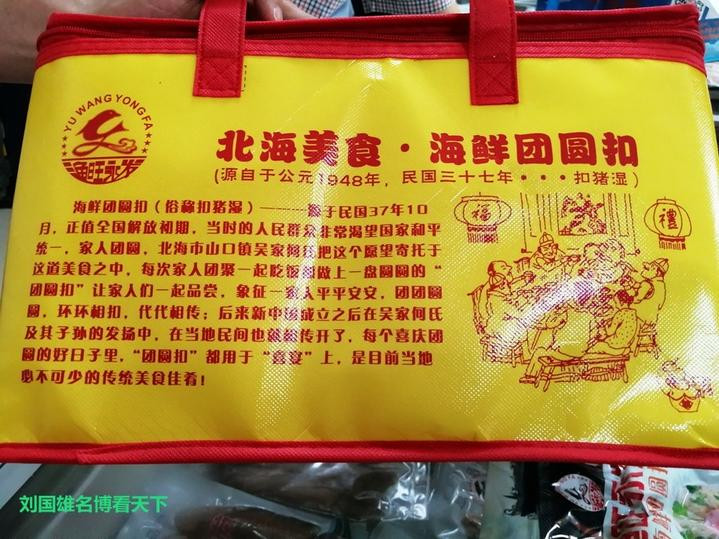 YU WANG YONG FA
渔旺永发
北海美食·海鲜团圆扣
(源自于公元1948年，民国三十七年···扣猪湿)
海鲜团圆扣（俗称扣猪湿）———源于民国37年10
月，正值全国解放初期，当时的人民群众非常渴望国家和平
统一，家人团圆，北海市山口镇吴家何氏把这个愿望寄托于
这道美食之中，每次家人团聚一起吃饭都做上一盘圆圆的“
团圆扣”让家人们一起品尝，象征一家人平平安安，团团圆
圆，环环相扣，代代相传；后来新中国成立之后在吴家何氏
及其子孙的发扬中，在当地民间也就相传开了，每个喜庆团
圆的好日子里，“团圆扣”都用于“喜宴”上，是目前当地
必不可少的传统美食佳肴！
福
禮
刘国雄名博看天下